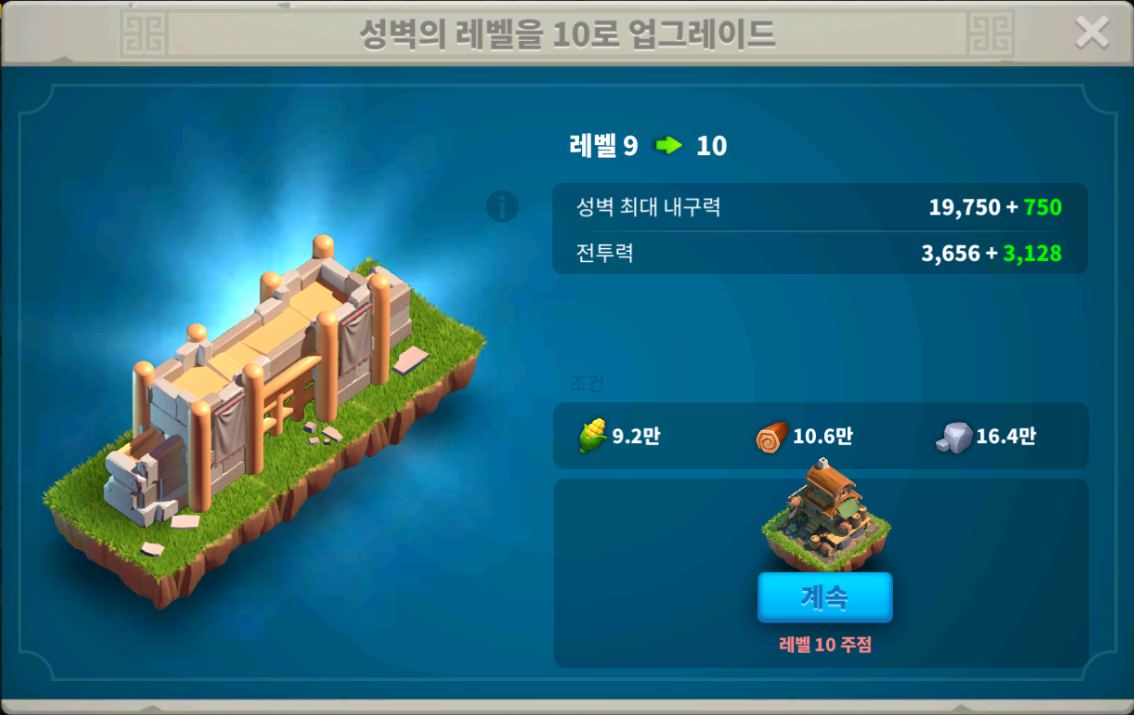 성벽의 레벨을 10로 업그레이드
레벨 9 10
성벽 최대 내구력 19,750 + 750
전투력 3,656 + 3,128
조건
9.2만 10.6만 16.4만
계속
레벨 10 주점